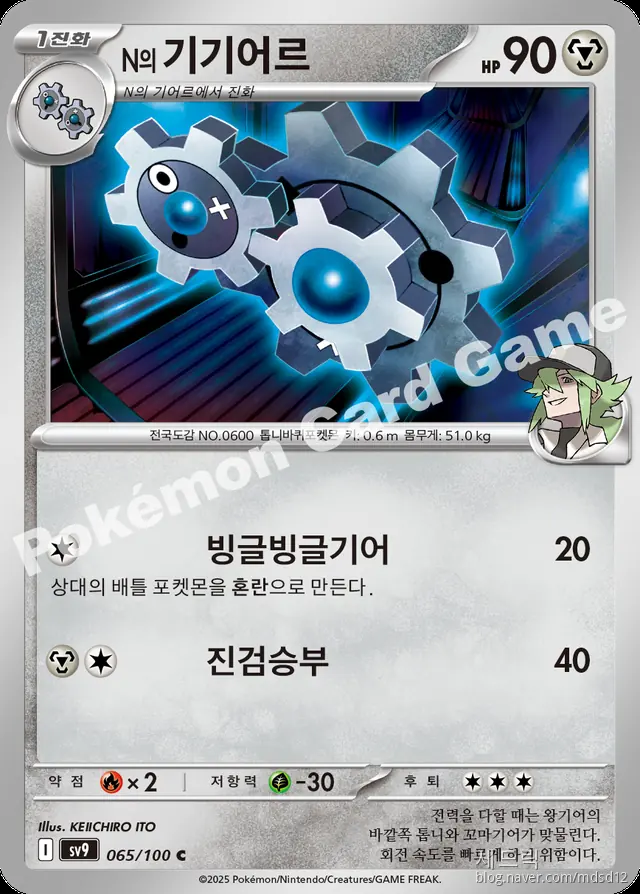 1진화
N의 기기어르
HP 90
N의 기어르에서 진화
전국도감 NO.0600 톱니바퀴포켓몬 키: 0.6 m 몸무게: 51.0 kg
Pokémon Card Game
빙글빙글기어 20
상대의 배틀 포켓몬을 혼란으로 만든다.
진검승부 40
약점 ×2 저항력 -30 후퇴
Illus. KEIICHIRO ITO
I sv9 065/100 C
전력을 다할 때는 왕기어의
바깥쪽 톱니와 꼬마기어가 맞물린다.
회전 속도를 빠르게 하기 위함이다.
체드릭
blog.naver.com/mdsd12
©2025 Pokémon/Nintendo/Creatures/GAME FREAK.